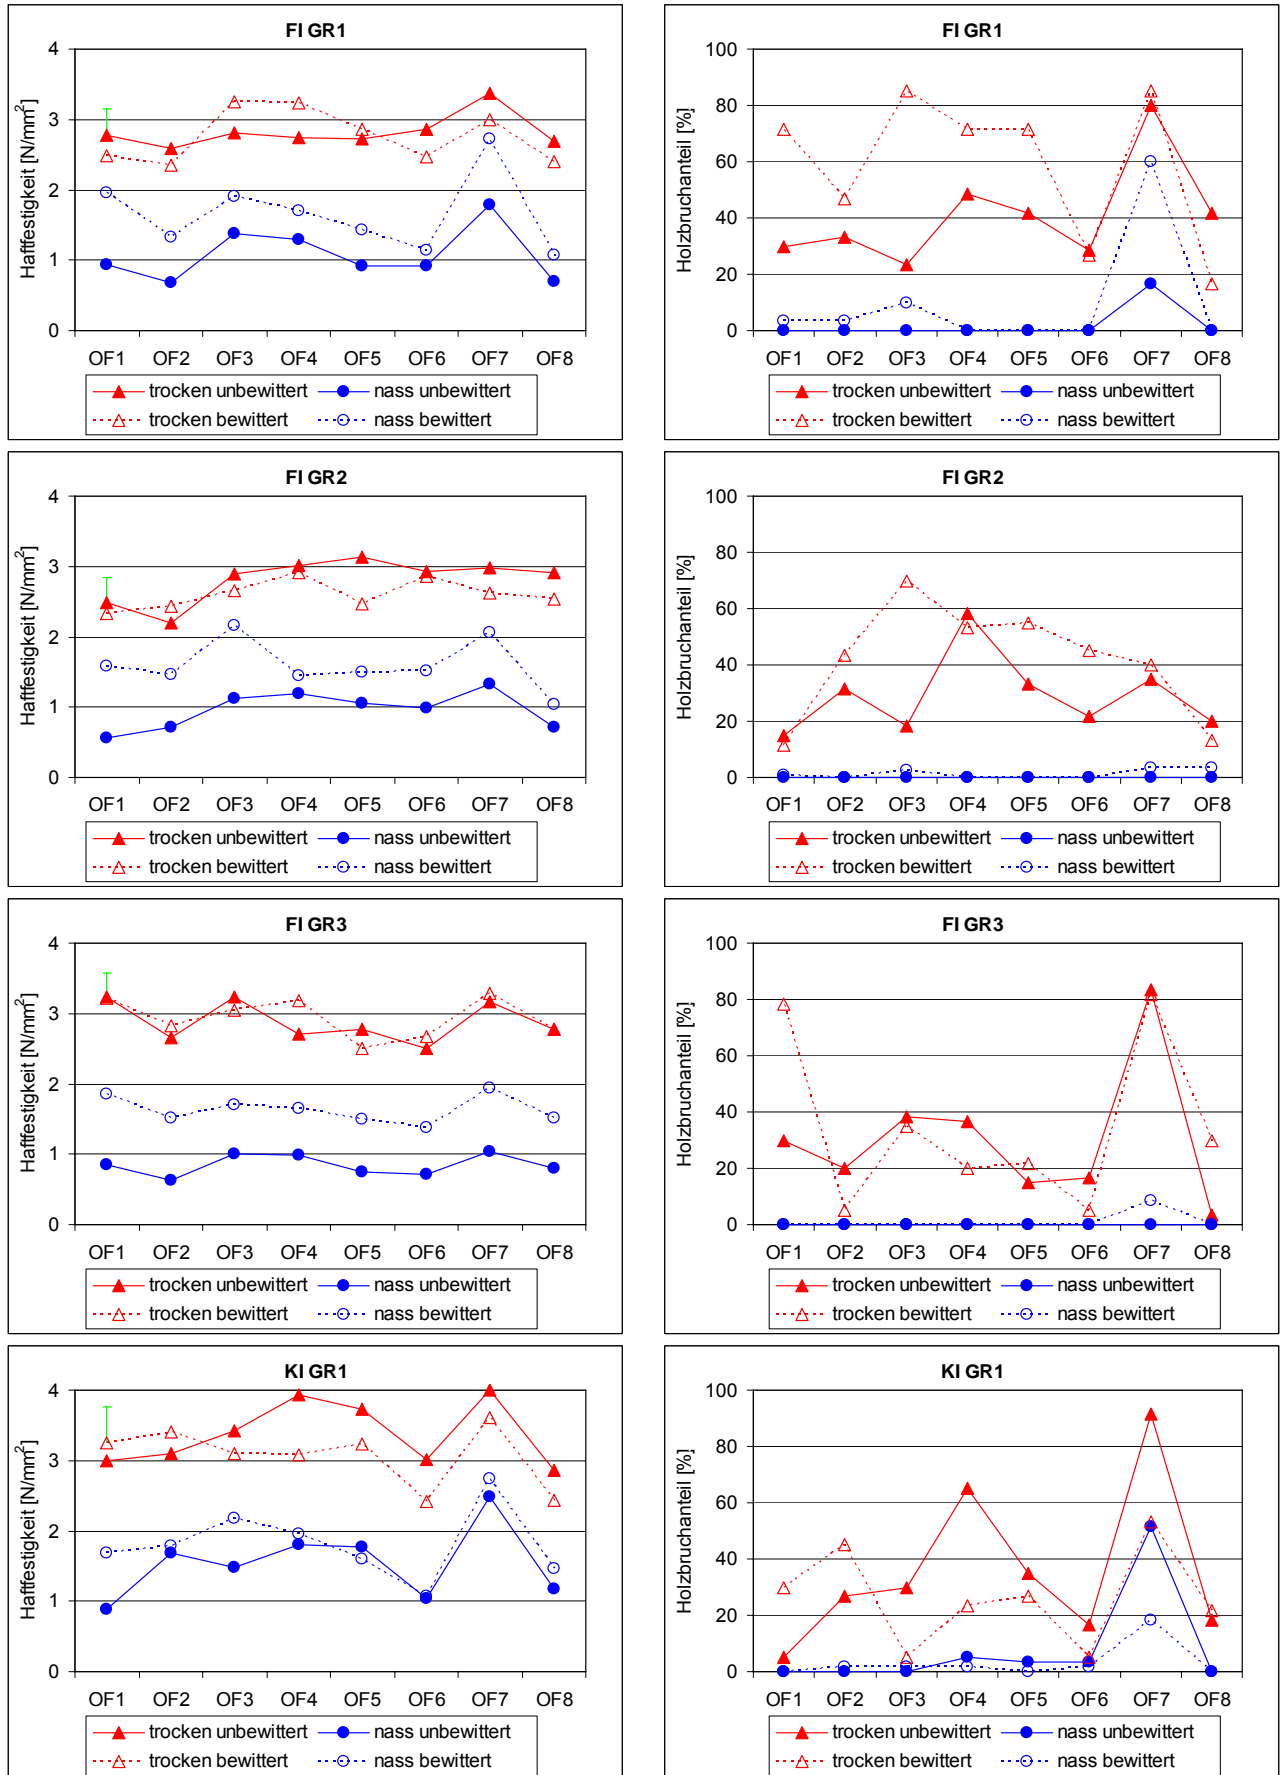 FI GR1
Haftfestigkeit [N/mm²]
4
3
2
1
0
OF1 OF2 OF3 OF4 OF5 OF6 OF7 OF8
trocken unbewittert nass unbewittert
trocken bewittert nass bewittert
FI GR1
Holzbruchanteil [%]
100
80
60
40
20
0
OF1 OF2 OF3 OF4 OF5 OF6 OF7 OF8
trocken unbewittert nass unbewittert
trocken bewittert nass bewittert
FI GR2
Haftfestigkeit [N/mm²]
4
3
2
1
0
OF1 OF2 OF3 OF4 OF5 OF6 OF7 OF8
trocken unbewittert nass unbewittert
trocken bewittert nass bewittert
FI GR2
Holzbruchanteil [%]
100
80
60
40
20
0
OF1 OF2 OF3 OF4 OF5 OF6 OF7 OF8
trocken unbewittert nass unbewittert
trocken bewittert nass bewittert
FI GR3
Haftfestigkeit [N/mm²]
4
3
2
1
0
OF1 OF2 OF3 OF4 OF5 OF6 OF7 OF8
trocken unbewittert nass unbewittert
trocken bewittert nass bewittert
FI GR3
Holzbruchanteil [%]
100
80
60
40
20
0
OF1 OF2 OF3 OF4 OF5 OF6 OF7 OF8
trocken unbewittert nass unbewittert
trocken bewittert nass bewittert
KI GR1
Haftfestigkeit [N/mm²]
4
3
2
1
0
OF1 OF2 OF3 OF4 OF5 OF6 OF7 OF8
trocken unbewittert nass unbewittert
trocken bewittert nass bewittert
KI GR1
Holzbruchanteil [%]
100
80
60
40
20
0
OF1 OF2 OF3 OF4 OF5 OF6 OF7 OF8
trocken unbewittert nass unbewittert
trocken bewittert nass bewittert